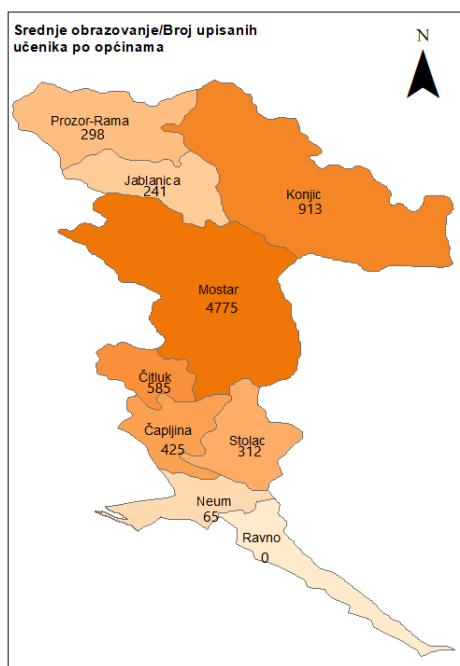 Srednje obrazovanje/Broj upisanih
učenika po općinama
N
Prozor-Rama
298
Jablanica
241
Konjic
913
Mostar
4775
Čitluk
585
Čapljina
425
Stolac
312
Neum
65
Ravno
0